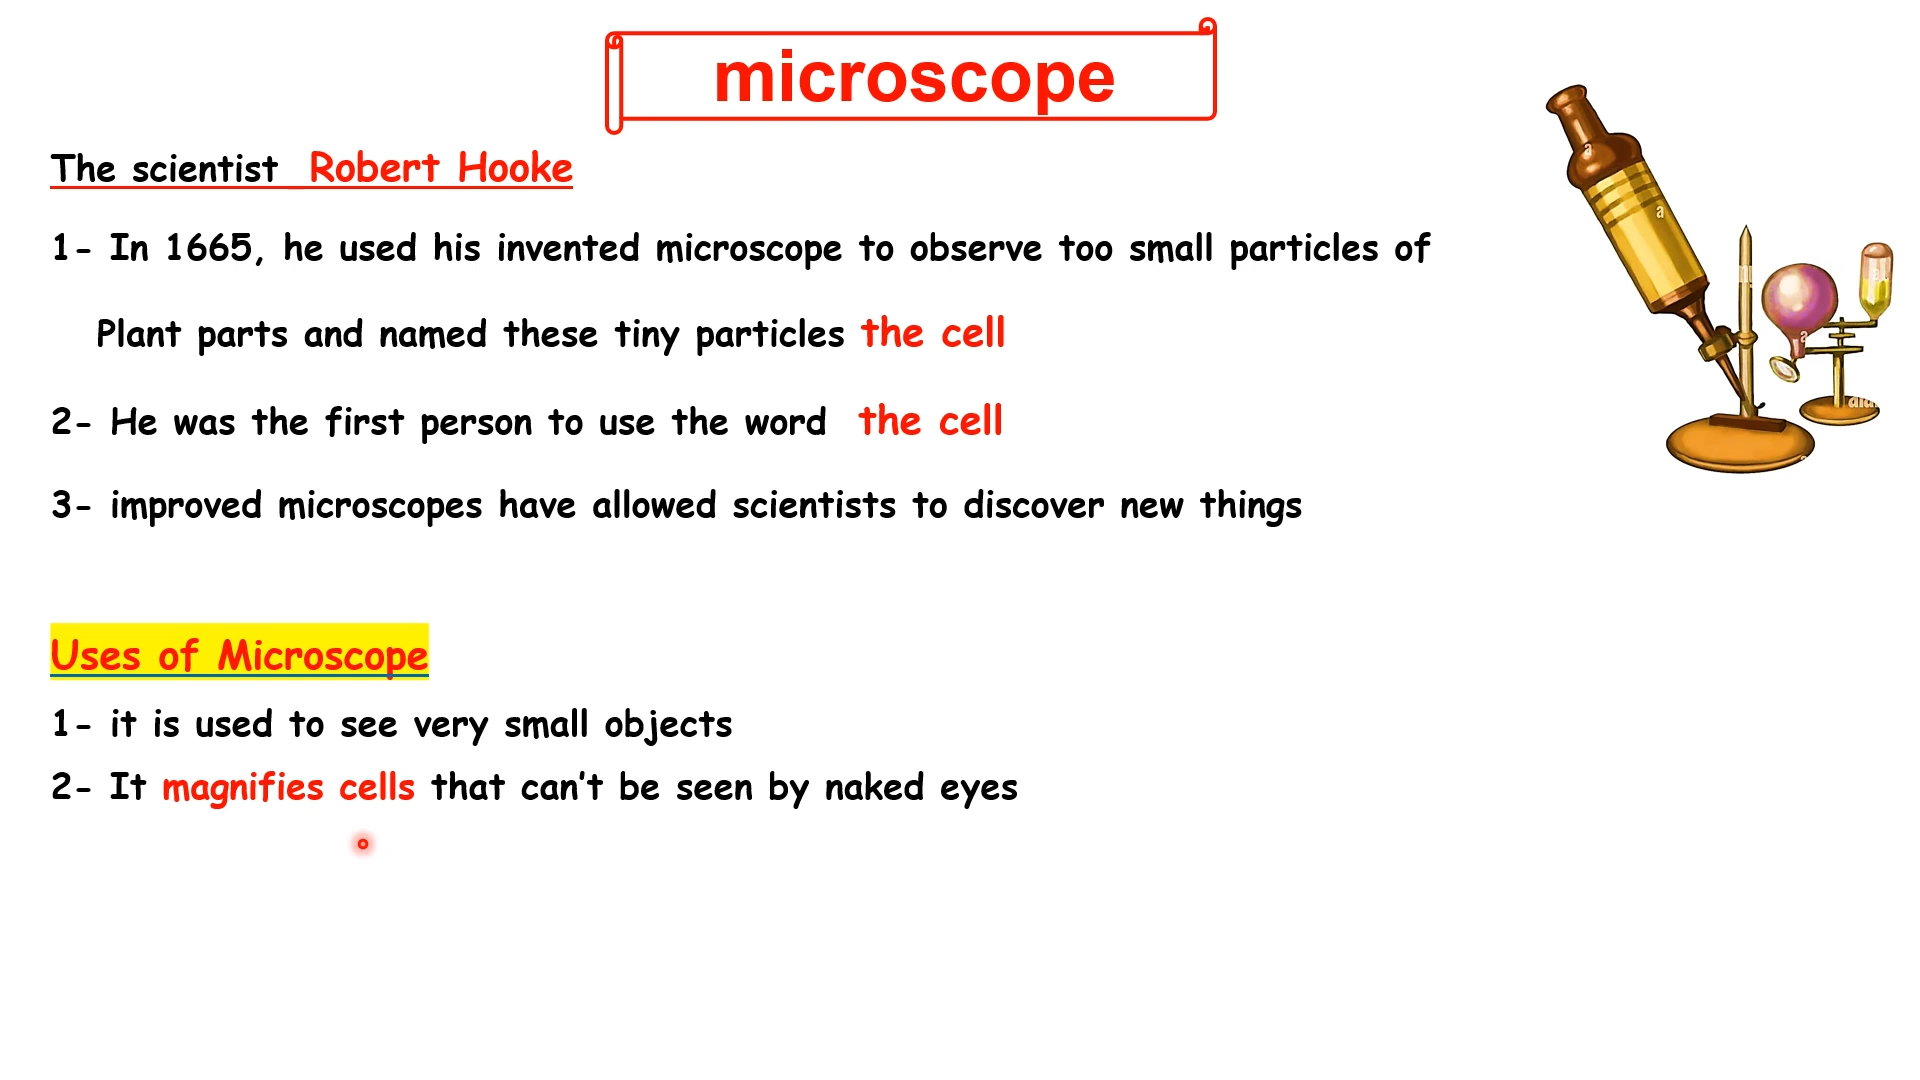 microscope
The scientist Robert Hooke
1- In 1665, he used his invented microscope to observe too small particles of
Plant parts and named these tiny particles the cell
2- He was the first person to use the word the cell
3- improved microscopes have allowed scientists to discover new things
Uses of Microscope
1- it is used to see very small objects
2- It magnifies cells that can't be seen by naked eyes